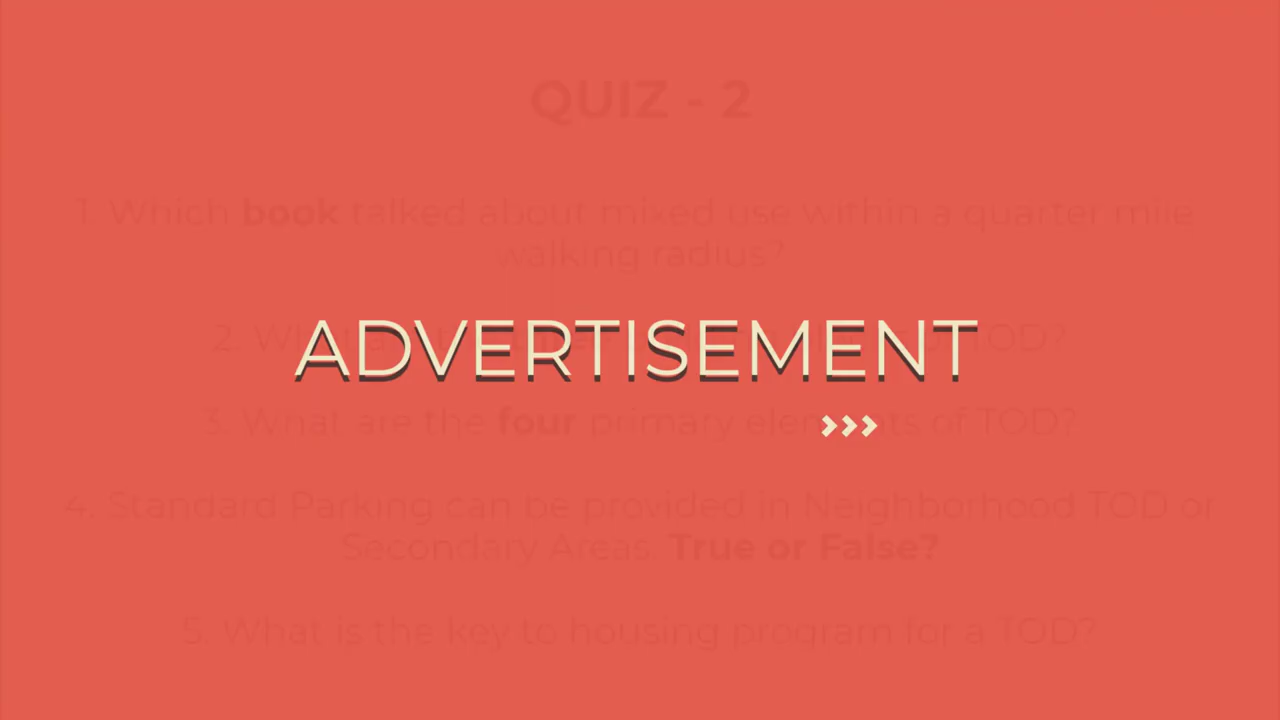 QUIZ - 2
1. Which book talked about mixed use within a quarter mile
walking radius?
2. TOD?
ADVERTISEMENT
3. What are the four primary elements of TOD?
>>>
4. Standard Parking can be provided in Neighborhood TOD or
Secondary Areas. True or False?
5. What is the key to housing program for a TOD?